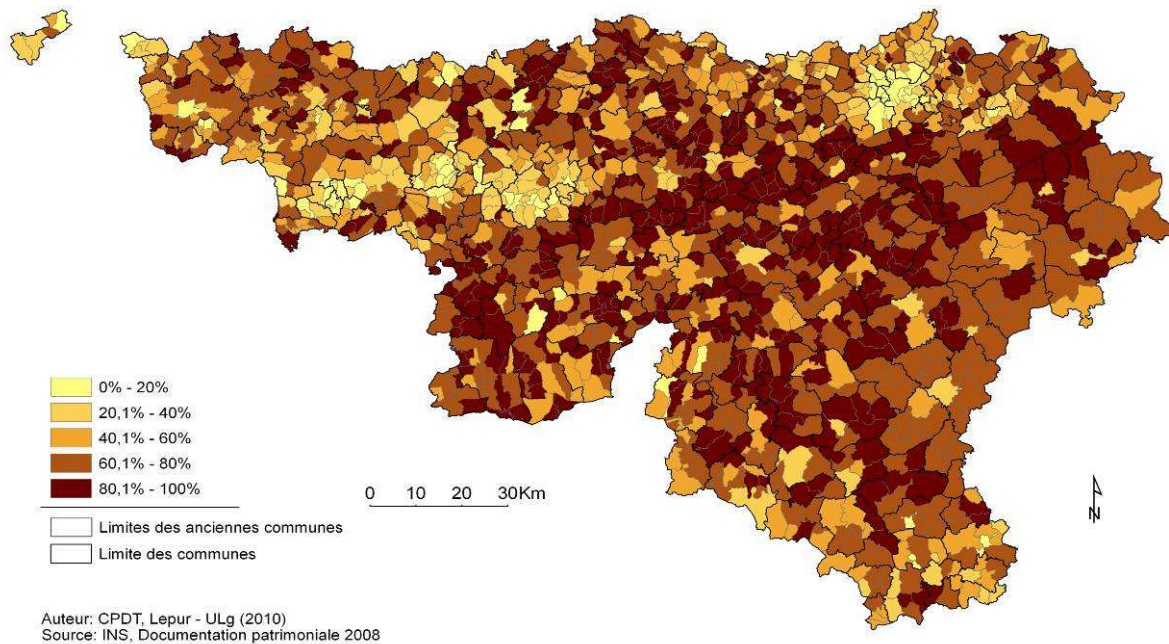 0% - 20%
20,1% - 40%
40,1% - 60%
60,1% - 80%
80,1% - 100%
0 10 20 30Km
Limites des anciennes communes
Limite des communes
N
Auteur: CPDT, Lepur - ULg (2010)
Source: INS, Documentation patrimoniale 2008